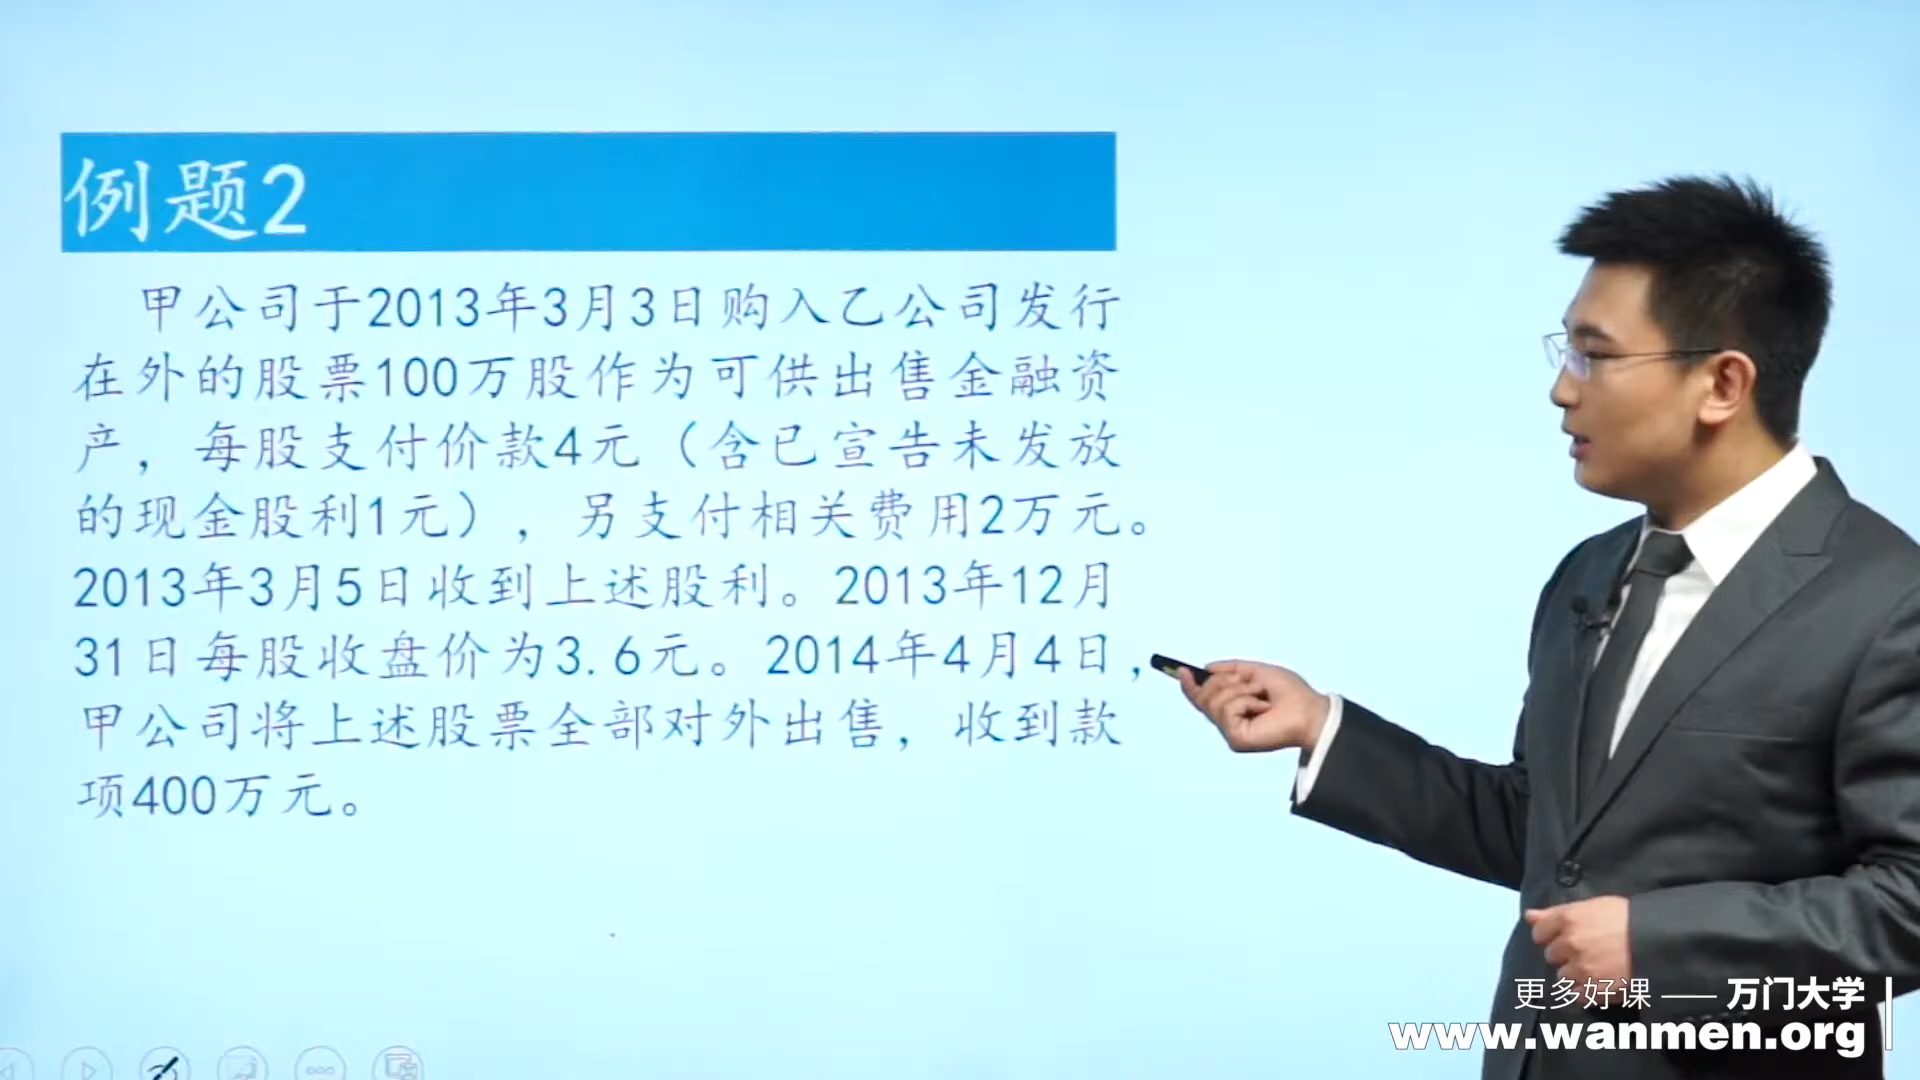 例题2
甲公司于2013年3月3日购入乙公司发行
在外的股票100万股作为可供出售金融资
产，每股支付价款4元（含已宣告未发放
的现金股利1元），另支付相关费用2万元。
2013年3月5日收到上述股利。2013年12月
31日每股收盘价为3.6元。2014年4月4日，
甲公司将上述股票全部对外出售，收到款
项400万元。
更多好课 —— 万门大学
www.wanmen.org